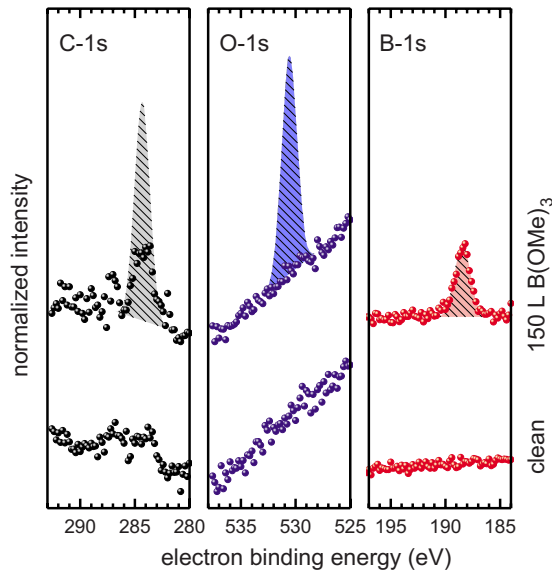 C-1s
O-1s
B-1s
normalized intensity
150 L B(OMe)₃
clean
290 285 280
535 530 525
195 190 185
electron binding energy (eV)